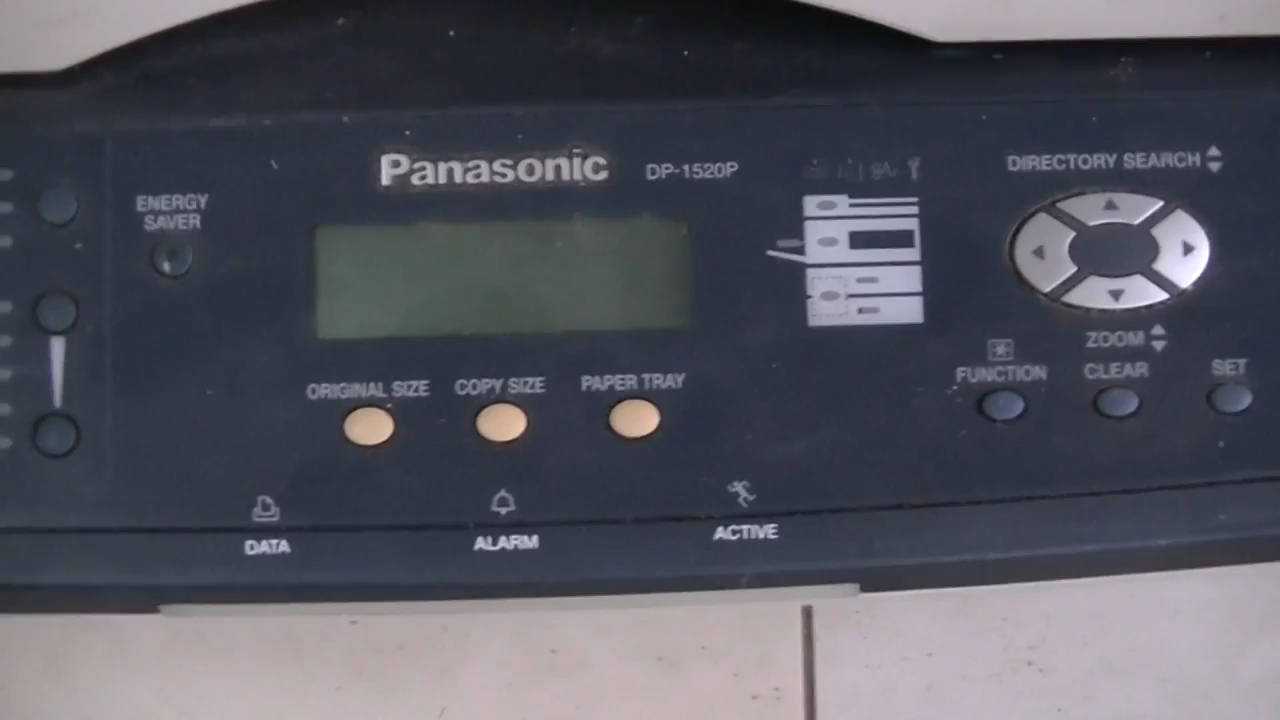 Panasonic DP-1520P
DIRECTORY SEARCH
ENERGY
SAVER
ZOOM
FUNCTION CLEAR SET
ORIGINAL SIZE COPY SIZE PAPER TRAY
DATA ALARM ACTIVE